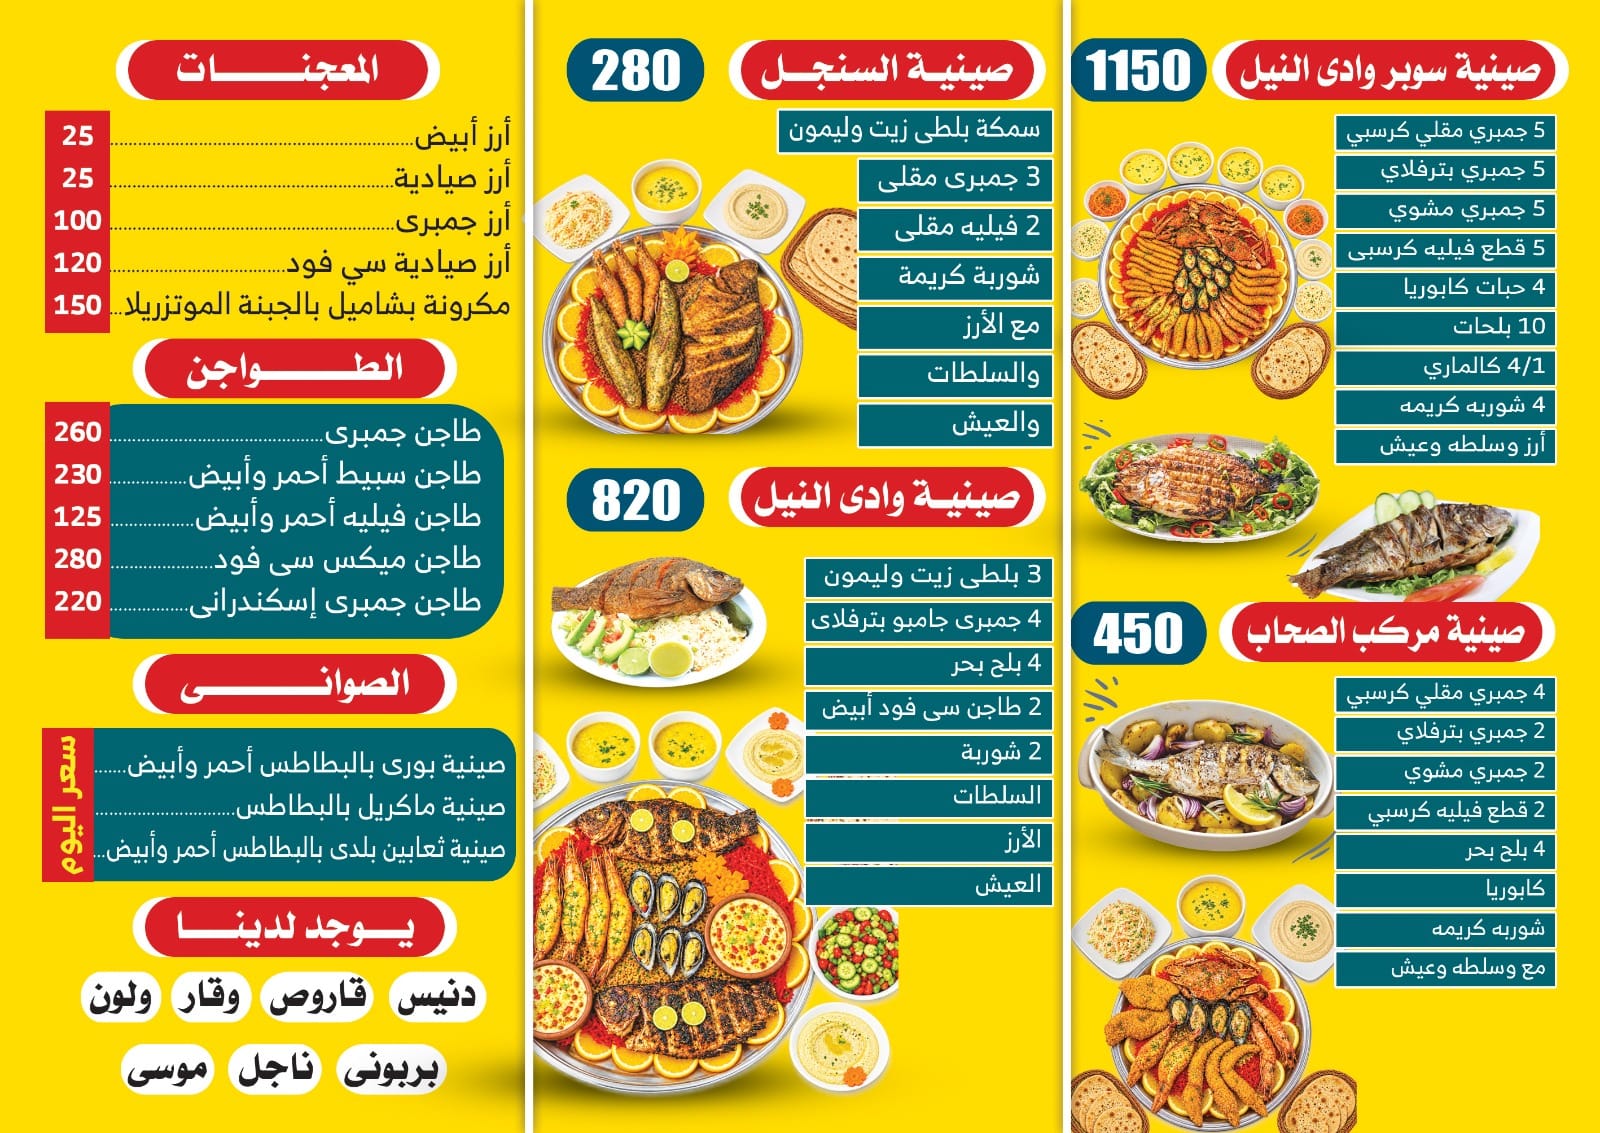 صينية سوبر وادى النيل 1150
5 جمبري مقلي كرسبي
5 جمبري بترفلاي
5 جمبري مشوي
5 قطع فيليه كرسبى
4 حبات كابوريا
10 بلحات
4/1 كالماري
4 شوربه كريمه
أرز وسلطه وعيش
صينية مركب الصحاب 450
4 جمبري مقلي كرسبي
2 جمبري بترفلاي
2 جمبري مشوي
2 قطع فيليه كرسبي
4 بلح بحر
كابوريا
شوربه كريمه
مع وسلطه وعيش
صينية السنجل 280
سمكة بلطى زيت وليمون
3 جمبرى مقلى
2 فيليه مقلى
شوربة كريمة
مع الأرز
والسلطات
والعيش
صينية وادى النيل 820
3 بلطى زيت وليمون
4 جمبرى جامبو بترفلاى
4 بلح بحر
2 طاجن سى فود أبيض
2 شوربة
السلطات
الأرز
العيش
المعجنات
أرز أبيض 25
أرز صيادية 25
أرز جمبرى 100
أرز صيادية سي فود 120
مكرونة بشاميل بالجبنة الموتزريلا 150
الطواجن
طاجن جمبرى 260
طاجن سبيط أحمر وأبيض 230
طاجن فيليه أحمر وأبيض 125
طاجن ميكس سى فود 280
طاجن جمبرى إسكندرانى 220
الصوانى
صينية بورى بالبطاطس أحمر وأبيض
صينية ماكريل بالبطاطس
صينية ثعابين بلدى بالبطاطس أحمر وأبيض
سعر اليوم
يوجد لدينا
دنيس قاروص وقار ولون
بربونى ناجل موسى